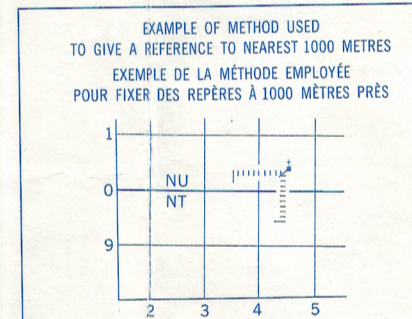 EXAMPLE OF METHOD USED
TO GIVE A REFERENCE TO NEAREST 1000 METRES
EXEMPLE DE LA MÉTHODE EMPLOYÉE
POUR FIXER DES REPÈRES À 1000 MÈTRES PRÈS
1
NU
0
NT
9
2 3 4 5